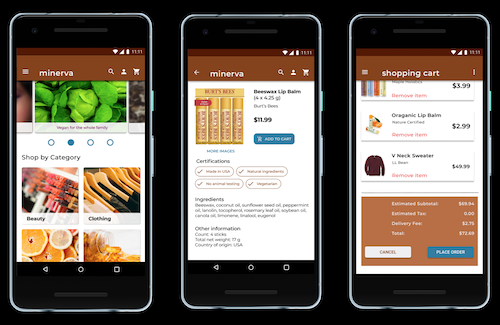 11:11
minerva
Vegan for the whole family
Shop by Category
Beauty
Clothing
11:11
minerva
BURT'S BEES
Beeswax Lip Balm
(4 x 4.25 g)
Burt's Bees
$11.99
ADD TO CART
MORE IMAGES
Certifications
Made in USA
Natural ingredients
No animal testing
Vegetarian
Ingredients
Beeswax, coconut oil, sunflower seed oil, peppermint
oil, lanolin, tocopherol, rosemary leaf oil, soybean oil,
canola oil, limonene, linalool, eugenol
Other information
Count: 4 sticks
Total net weight: 17 g
Country of origin: USA
11:11
shopping cart
$3.99
Remove item
Oraganic Lip Balm
Nature Certified
$2.99
Remove item
V Neck Sweater
LL Bean
$49.99
Remove item
Estimated Subtotal: $69.94
Estimated Tax: 0.00
Delivery Fee: $2.75
Total: $72.69
CANCEL
PLACE ORDER